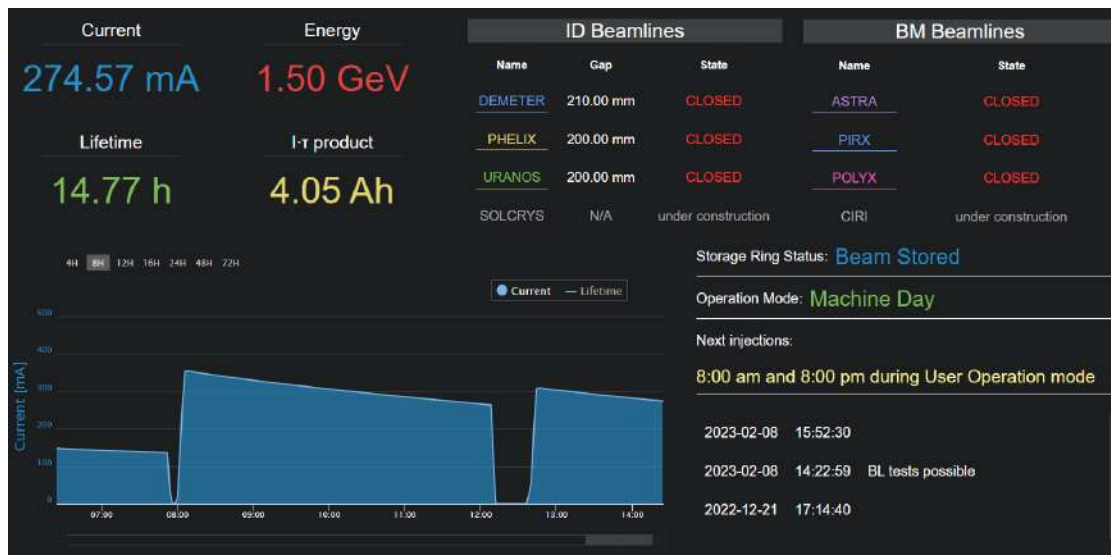 Current
Energy
274.57 mA
1.50 GeV
Lifetime
I·τ product
14.77 h
4.05 Ah
ID Beamlines
Name Gap State
DEMETER 210.00 mm CLOSED
PHELIX 200.00 mm CLOSED
URANOS 200.00 mm CLOSED
SOLCRYS N/A under construction
BM Beamlines
Name State
ASTRA CLOSED
PIRX CLOSED
POLYX CLOSED
CIRI under construction
4H 8H 12H 16H 24H 48H 72H
Current Lifetime
Current [mA]
500
400
300
200
100
0
07:00 08:00 09:00 10:00 11:00 12:00 13:00 14:00
Storage Ring Status: Beam Stored
Operation Mode: Machine Day
Next injections:
8:00 am and 8:00 pm during User Operation mode
2023-02-08 15:52:30
2023-02-08 14:22:59 BL tests possible
2022-12-21 17:14:40